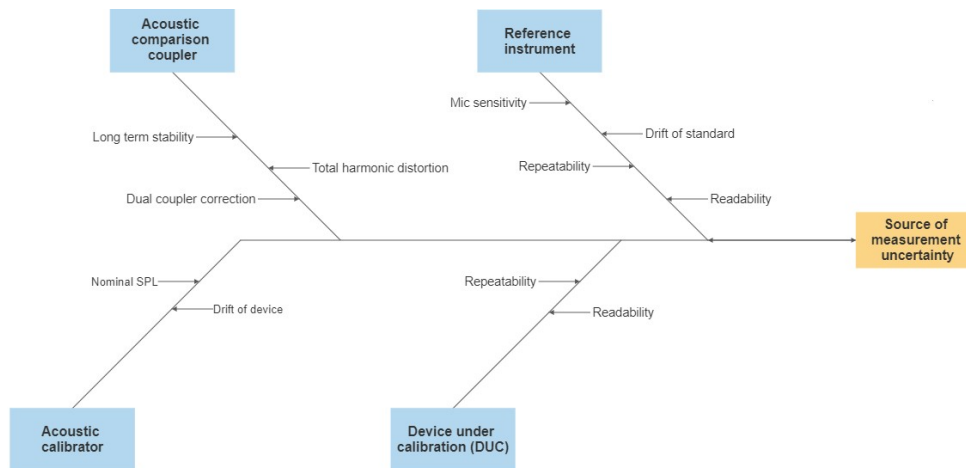 Acoustic
comparison
coupler
Reference
instrument
Mic sensitivity
Long term stability
Drift of standard
Total harmonic distortion
Repeatability
Dual coupler correction
Readability
Source of
measurement
uncertainty
Nominal SPL
Repeatability
Drift of device
Readability
Acoustic
calibrator
Device under
calibration (DUC)